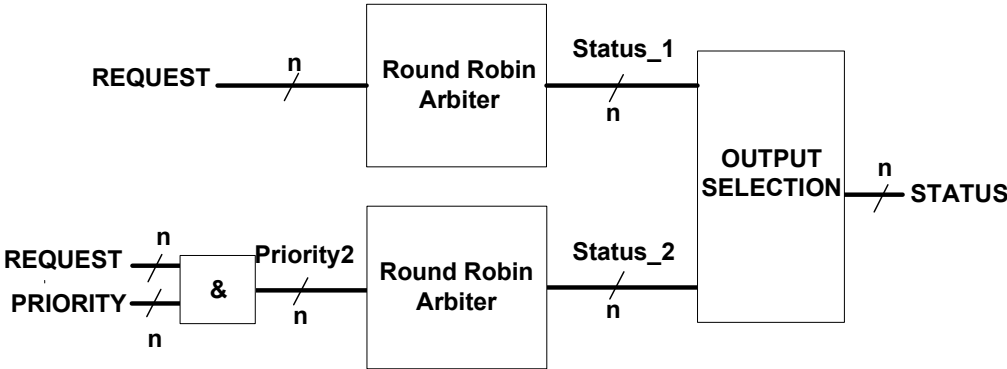 REQUEST
n
Round Robin
Arbiter
Status_1
n
OUTPUT
SELECTION
n
STATUS
REQUEST
n
PRIORITY
n
&
Priority2
n
Round Robin
Arbiter
Status_2
n